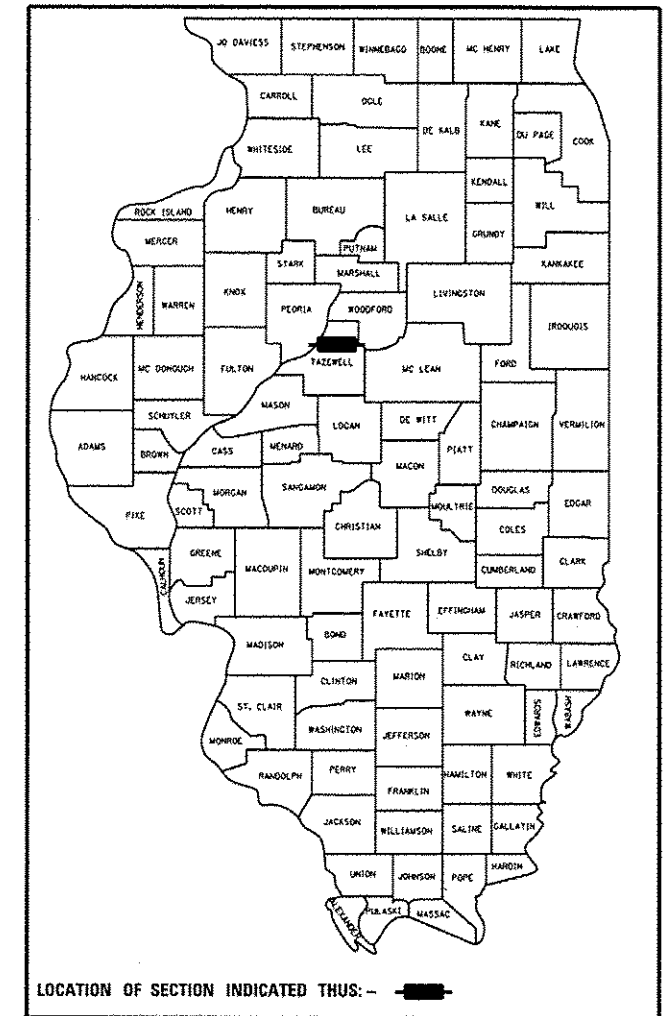 JO DAVIESS STEPHENSON WINNEBAGO BOONE MC HENRY LAKE
CARROLL OGLE DE KALB KANE DU PAGE COOK
WHITESIDE LEE KENDALL WILL
ROCK ISLAND HENRY BUREAU LA SALLE GRUNDY
MERCER PUTNAM KANKAKEE
STARK MARSHALL
HENDERSON WARREN KNOX PEORIA WOODFORD LIVINGSTON IROQUOIS
HANCOCK MC DONOUGH FULTON TAZEWELL MC LEAN FORD
MASON
SCHUYLER LOGAN DE WITT CHAMPAIGN VERMILION
ADAMS BROWN CASS MENARD PIATT
MACON
PIKE SCOTT MORGAN SANGAMON MOULTRIE DOUGLAS EDGAR
CHRISTIAN COLES
CALHOUN GREENE MACOUPIN MONTGOMERY SHELBY CUMBERLAND CLARK
JERSEY
FAYETTE EFFINGHAM JASPER CRAWFORD
MADISON BOND
CLAY RICHLAND LAWRENCE
CLINTON MARION
ST. CLAIR WAYNE EDWARDS WABASH
MONROE WASHINGTON JEFFERSON
RANDOLPH PERRY HAMILTON WHITE
FRANKLIN
JACKSON WILLIAMSON SALINE GALLATIN
UNION JOHNSON POPE HARDIN
ALEXANDER PULASKI MASSAC
LOCATION OF SECTION INDICATED THUS: –